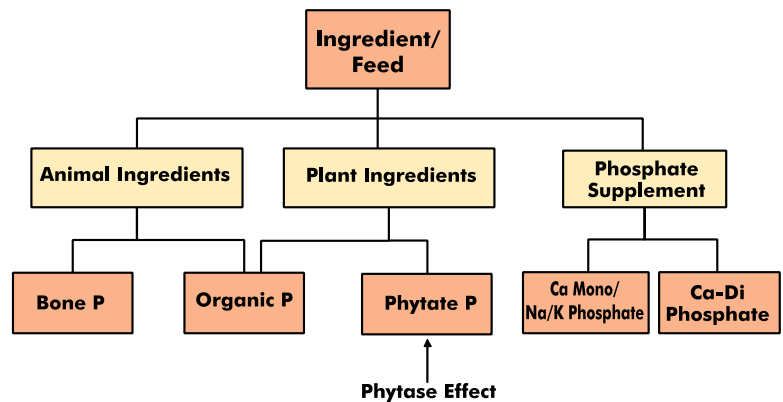 Ingredient/
Feed
Animal Ingredients
Plant Ingredients
Phosphate
Supplement
Bone P
Organic P
Phytate P
Ca Mono/
Na/K Phosphate
Ca-Di
Phosphate
Phytase Effect